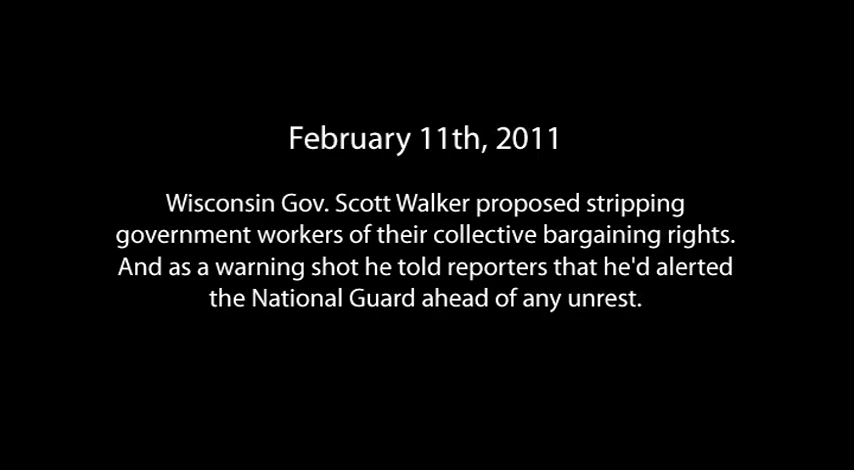 February 11th, 2011
Wisconsin Gov. Scott Walker proposed stripping
government workers of their collective bargaining rights.
And as a warning shot he told reporters that he'd alerted
the National Guard ahead of any unrest.